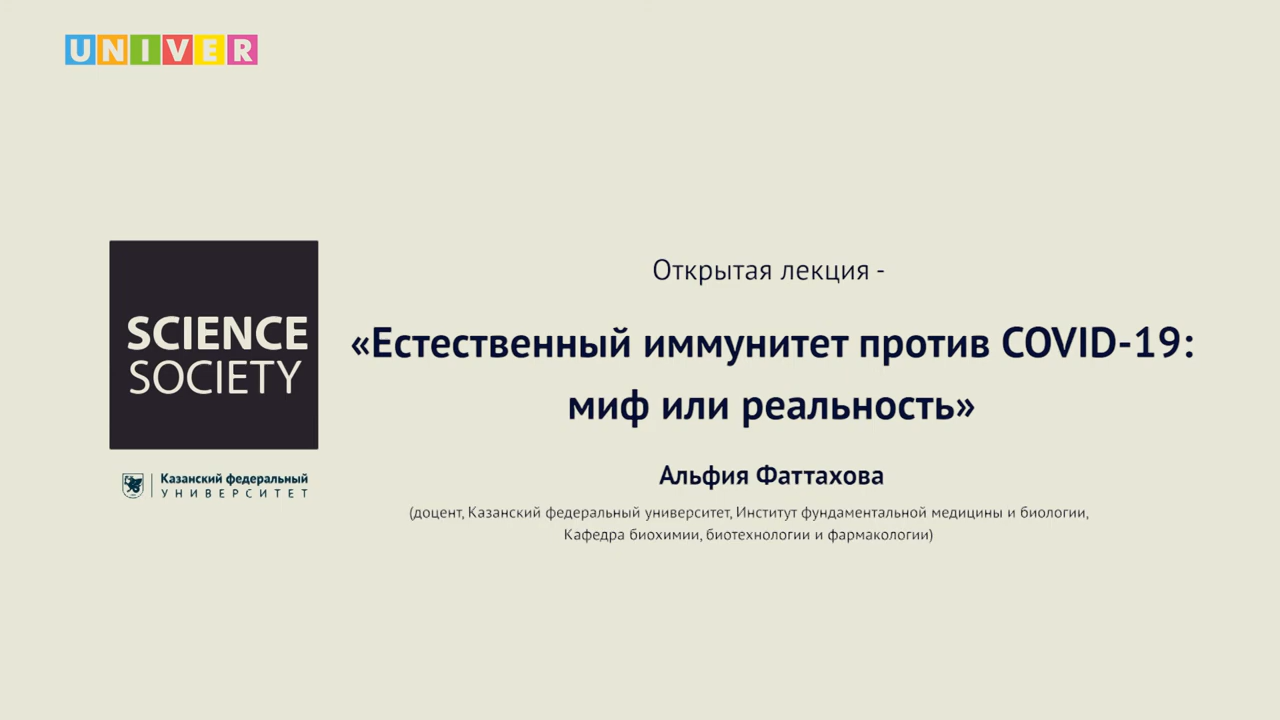 UNIVER
SCIENCE
SOCIETY
Казанский федеральный
УНИВЕРСИТЕТ
Открытая лекция -
«Естественный иммунитет против COVID-19:
миф или реальность»
Альфия Фаттахова
(доцент, Казанский федеральный университет, Институт фундаментальной медицины и биологии,
Кафедра биохимии, биотехнологии и фармакологии)